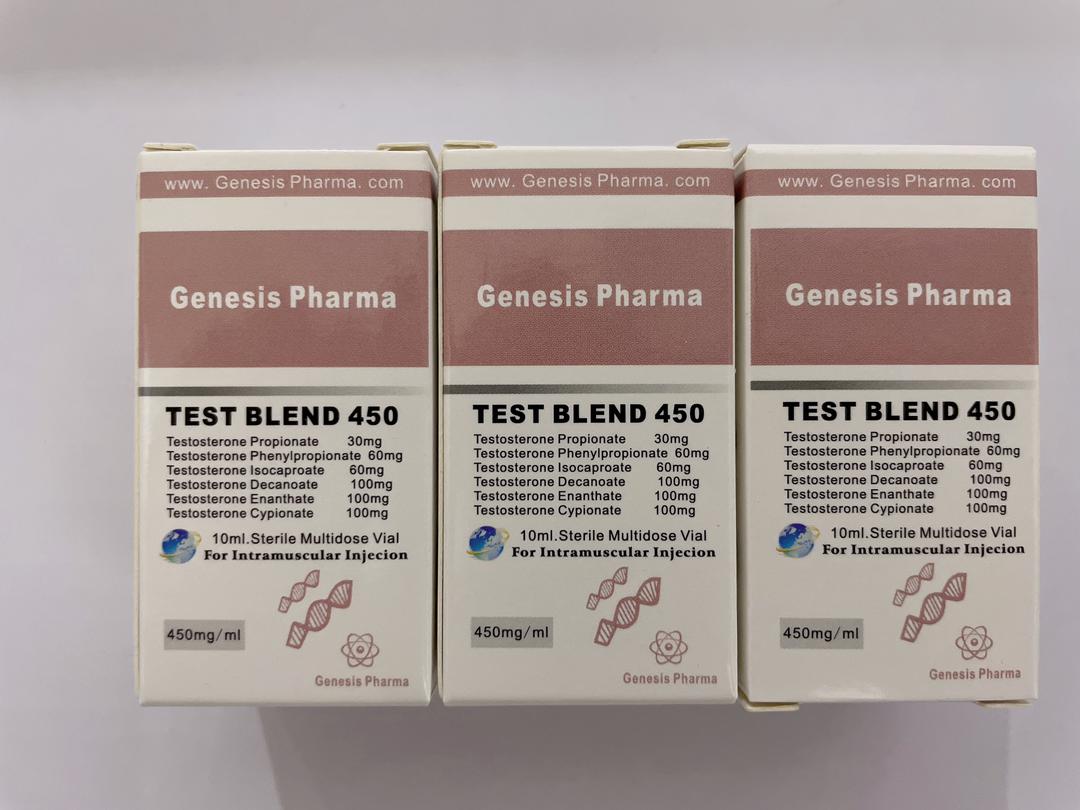 www. Genesis Pharma. com
Genesis Pharma
TEST BLEND 450
Testosterone Propionate 30mg
Testosterone Phenylpropionate 60mg
Testosterone Isocaproate 60mg
Testosterone Decanoate 100mg
Testosterone Enanthate 100mg
Testosterone Cypionate 100mg
10ml.Sterile Multidose Vial
For Intramuscular Injecion
450mg/ml
Genesis Pharma
www. Genesis Pharma. com
Genesis Pharma
TEST BLEND 450
Testosterone Propionate 30mg
Testosterone Phenylpropionate 60mg
Testosterone Isocaproate 60mg
Testosterone Decanoate 100mg
Testosterone Enanthate 100mg
Testosterone Cypionate 100mg
10ml.Sterile Multidose Vial
For Intramuscular Injecion
450mg/ml
Genesis Pharma
www. Genesis Pharma. com
Genesis Pharma
TEST BLEND 450
Testosterone Propionate 30mg
Testosterone Phenylpropionate 60mg
Testosterone Isocaproate 60mg
Testosterone Decanoate 100mg
Testosterone Enanthate 100mg
Testosterone Cypionate 100mg
10ml.Sterile Multidose Vial
For Intramuscular Injecion
450mg/ml
Genesis Pharma